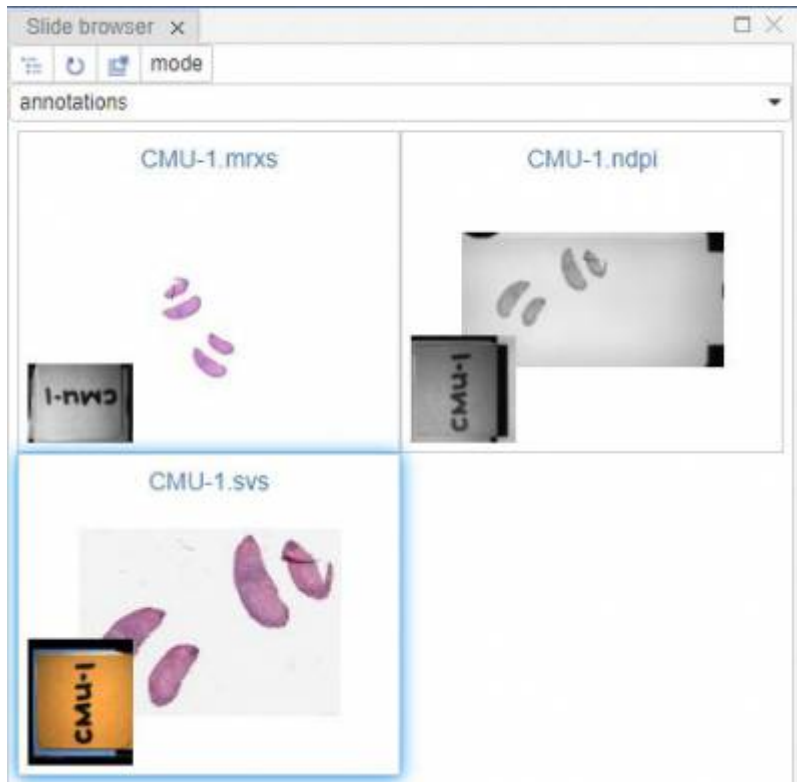 Slide browser
mode
annotations
CMU-1.mrxs
CMU-1.ndpi
CMU-1
CMU-1
CMU-1.svs
CMU-1